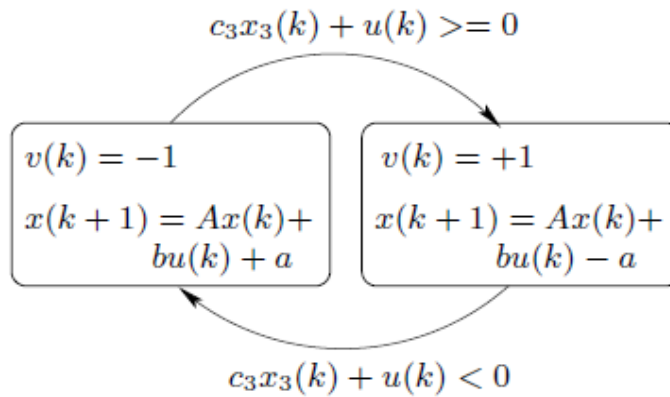 c₃x₃(k) + u(k) >= 0
v(k) = −1
x(k + 1) = Ax(k)+
bu(k) + a
v(k) = +1
x(k + 1) = Ax(k)+
bu(k) − a
c₃x₃(k) + u(k) < 0